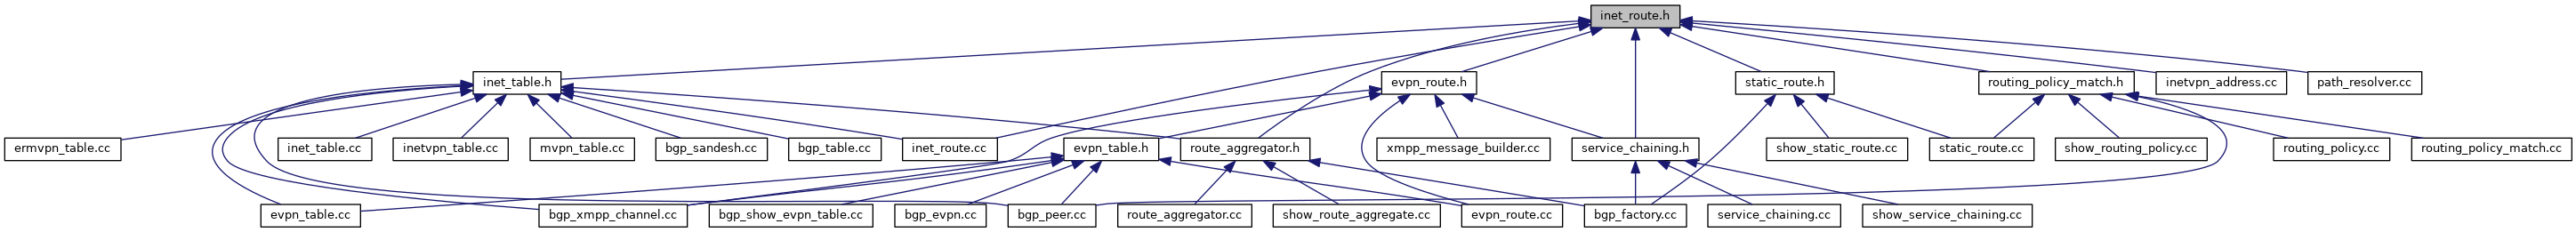 inet_route.h
inet_table.h
evpn_route.h
static_route.h
routing_policy_match.h
inetvpn_address.cc
path_resolver.cc
ermvpn_table.cc
inet_table.cc
inetvpn_table.cc
mvpn_table.cc
bgp_sandesh.cc
bgp_table.cc
inet_route.cc
evpn_table.h
route_aggregator.h
xmpp_message_builder.cc
service_chaining.h
show_static_route.cc
static_route.cc
show_routing_policy.cc
routing_policy.cc
routing_policy_match.cc
evpn_table.cc
bgp_xmpp_channel.cc
bgp_show_evpn_table.cc
bgp_evpn.cc
bgp_peer.cc
route_aggregator.cc
show_route_aggregate.cc
evpn_route.cc
bgp_factory.cc
service_chaining.cc
show_service_chaining.cc